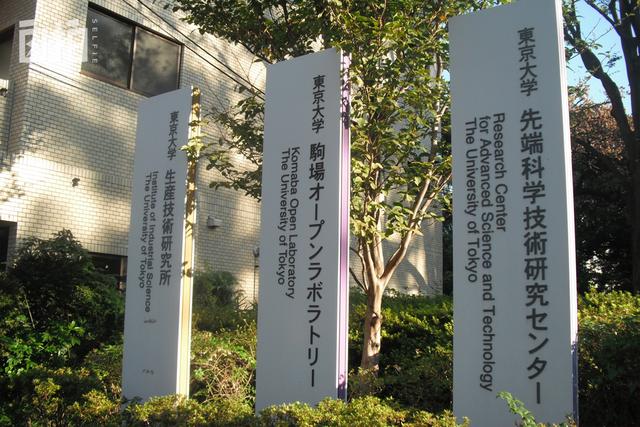 東京大学 生産技術研究所
Institute of Industrial Science
The University of Tokyo
東京大学 駒場オープンラボラトリー
Komaba Open Laboratory
The University of Tokyo
東京大学 先端科学技術研究センター
Research Center
for Advanced Science and Technology
The University of Tokyo
SELFIE